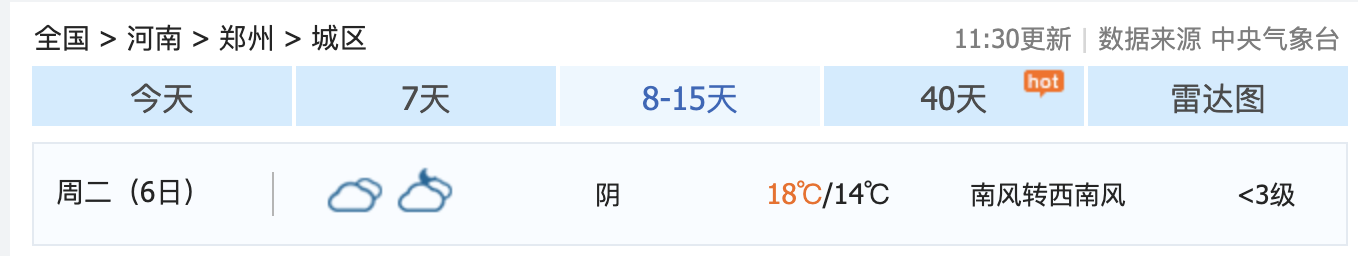 全国 > 河南 > 郑州 > 城区 11:30更新 | 数据来源 中央气象台
今天 7天 8-15天 40天 hot 雷达图
周二（6日） 阴 18℃/14℃ 南风转西南风 <3级